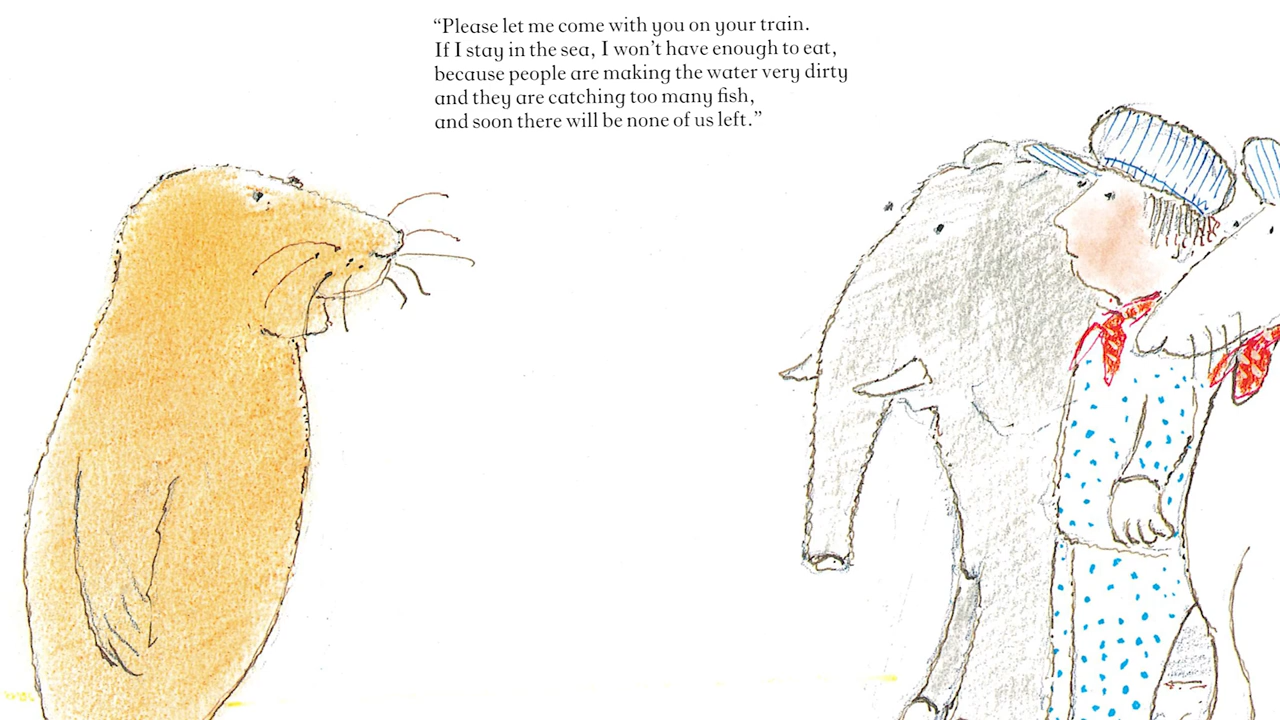 “Please let me come with you on your train.
If I stay in the sea, I won’t have enough to eat,
because people are making the water very dirty
and they are catching too many fish,
and soon there will be none of us left.”